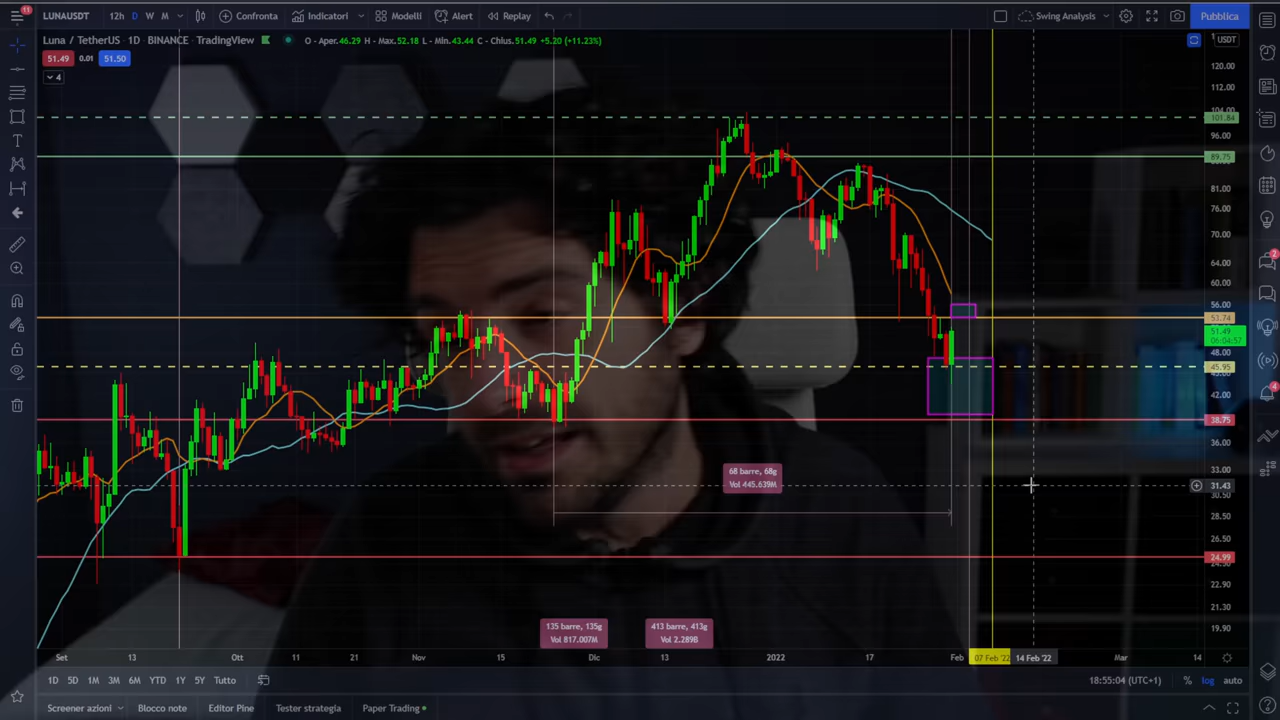 11
LUNAUSDT 12h D W M Confronta Indicatori Modelli Alert Replay Swing Analysis Pubblica
Luna / TetherUS · 1D · BINANCE · TradingView O - Aper.46.29 H - Max.52.18 L - Min.43.44 C - Chius.51.49 +5.20 (+11.23%)
USDT
51.49 0.01 51.50
4
120.00
112.00
104.00
101.84
96.00
89.75
81.00
76.00
70.00
64.00
2
60.00
56.00
53.74
51.49
06:04:57
48.00
45.95
42.00
4
38.75
36.00
68 barre, 68g
Vol 445.639M
33.00
31.43
30.50
28.50
26.50
24.99
22.90
21.30
135 barre, 135g
Vol 817.007M
413 barre, 413g
Vol 2.289B
19.90
Set 13 Ott 11 21 Nov 15 Dic 13 2022 17 Feb 07 Feb '22 14 Feb '22 Mar 14
1D 5D 1M 3M 6M YTD 1Y 5Y Tutto 18:55:04 (UTC+1) % log auto
Screener azioni Blocco note Editor Pine Tester strategia Paper Trading